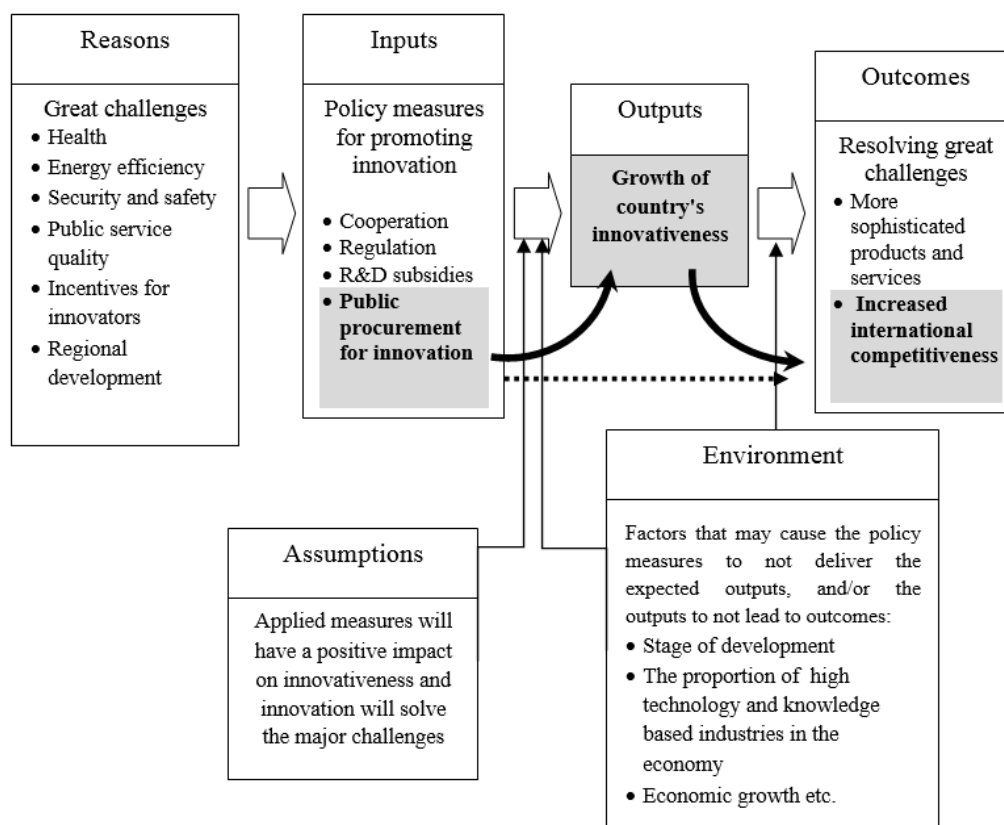 Reasons
Great challenges
• Health
• Energy efficiency
• Security and safety
• Public service
quality
• Incentives for
innovators
• Regional
development
Inputs
Policy measures
for promoting
innovation
• Cooperation
• Regulation
• R&D subsidies
• Public
procurement
for innovation
Outputs
Growth of
country's
innovativeness
Outcomes
Resolving great
challenges
• More
sophisticated
products and
services
• Increased
international
competitiveness
Assumptions
Applied measures will
have a positive impact
on innovativeness and
innovation will solve
the major challenges
Environment
Factors that may cause the policy
measures to not deliver the
expected outputs, and/or the
outputs to not lead to outcomes:
• Stage of development
• The proportion of high
technology and knowledge
based industries in the
economy
• Economic growth etc.